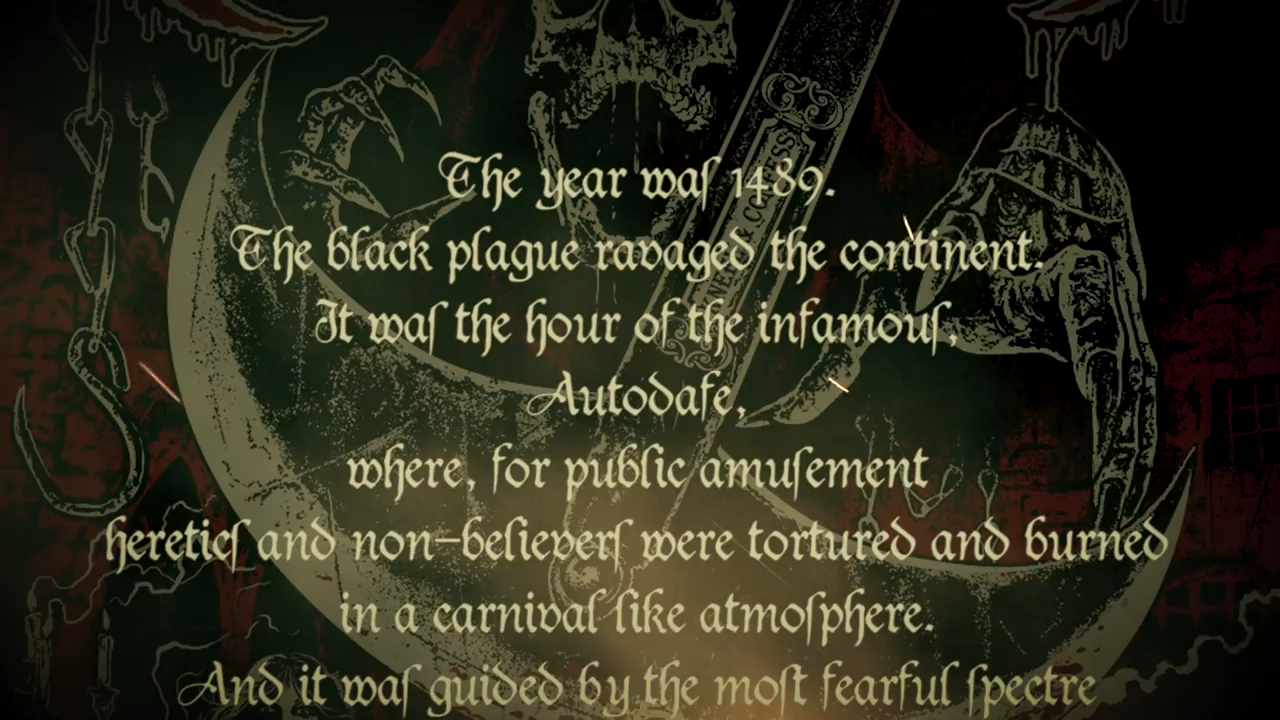 The year waſ 1489.
The black plague ravaged the continent.
It waſ the hour of the infamouſ,
Autodafe,
where, for public amuſement
hereticſ and non-believerſ were tortured and burned
in a carnival like atmoſphere.
And it waſ guided by the moſt fearful ſpectre